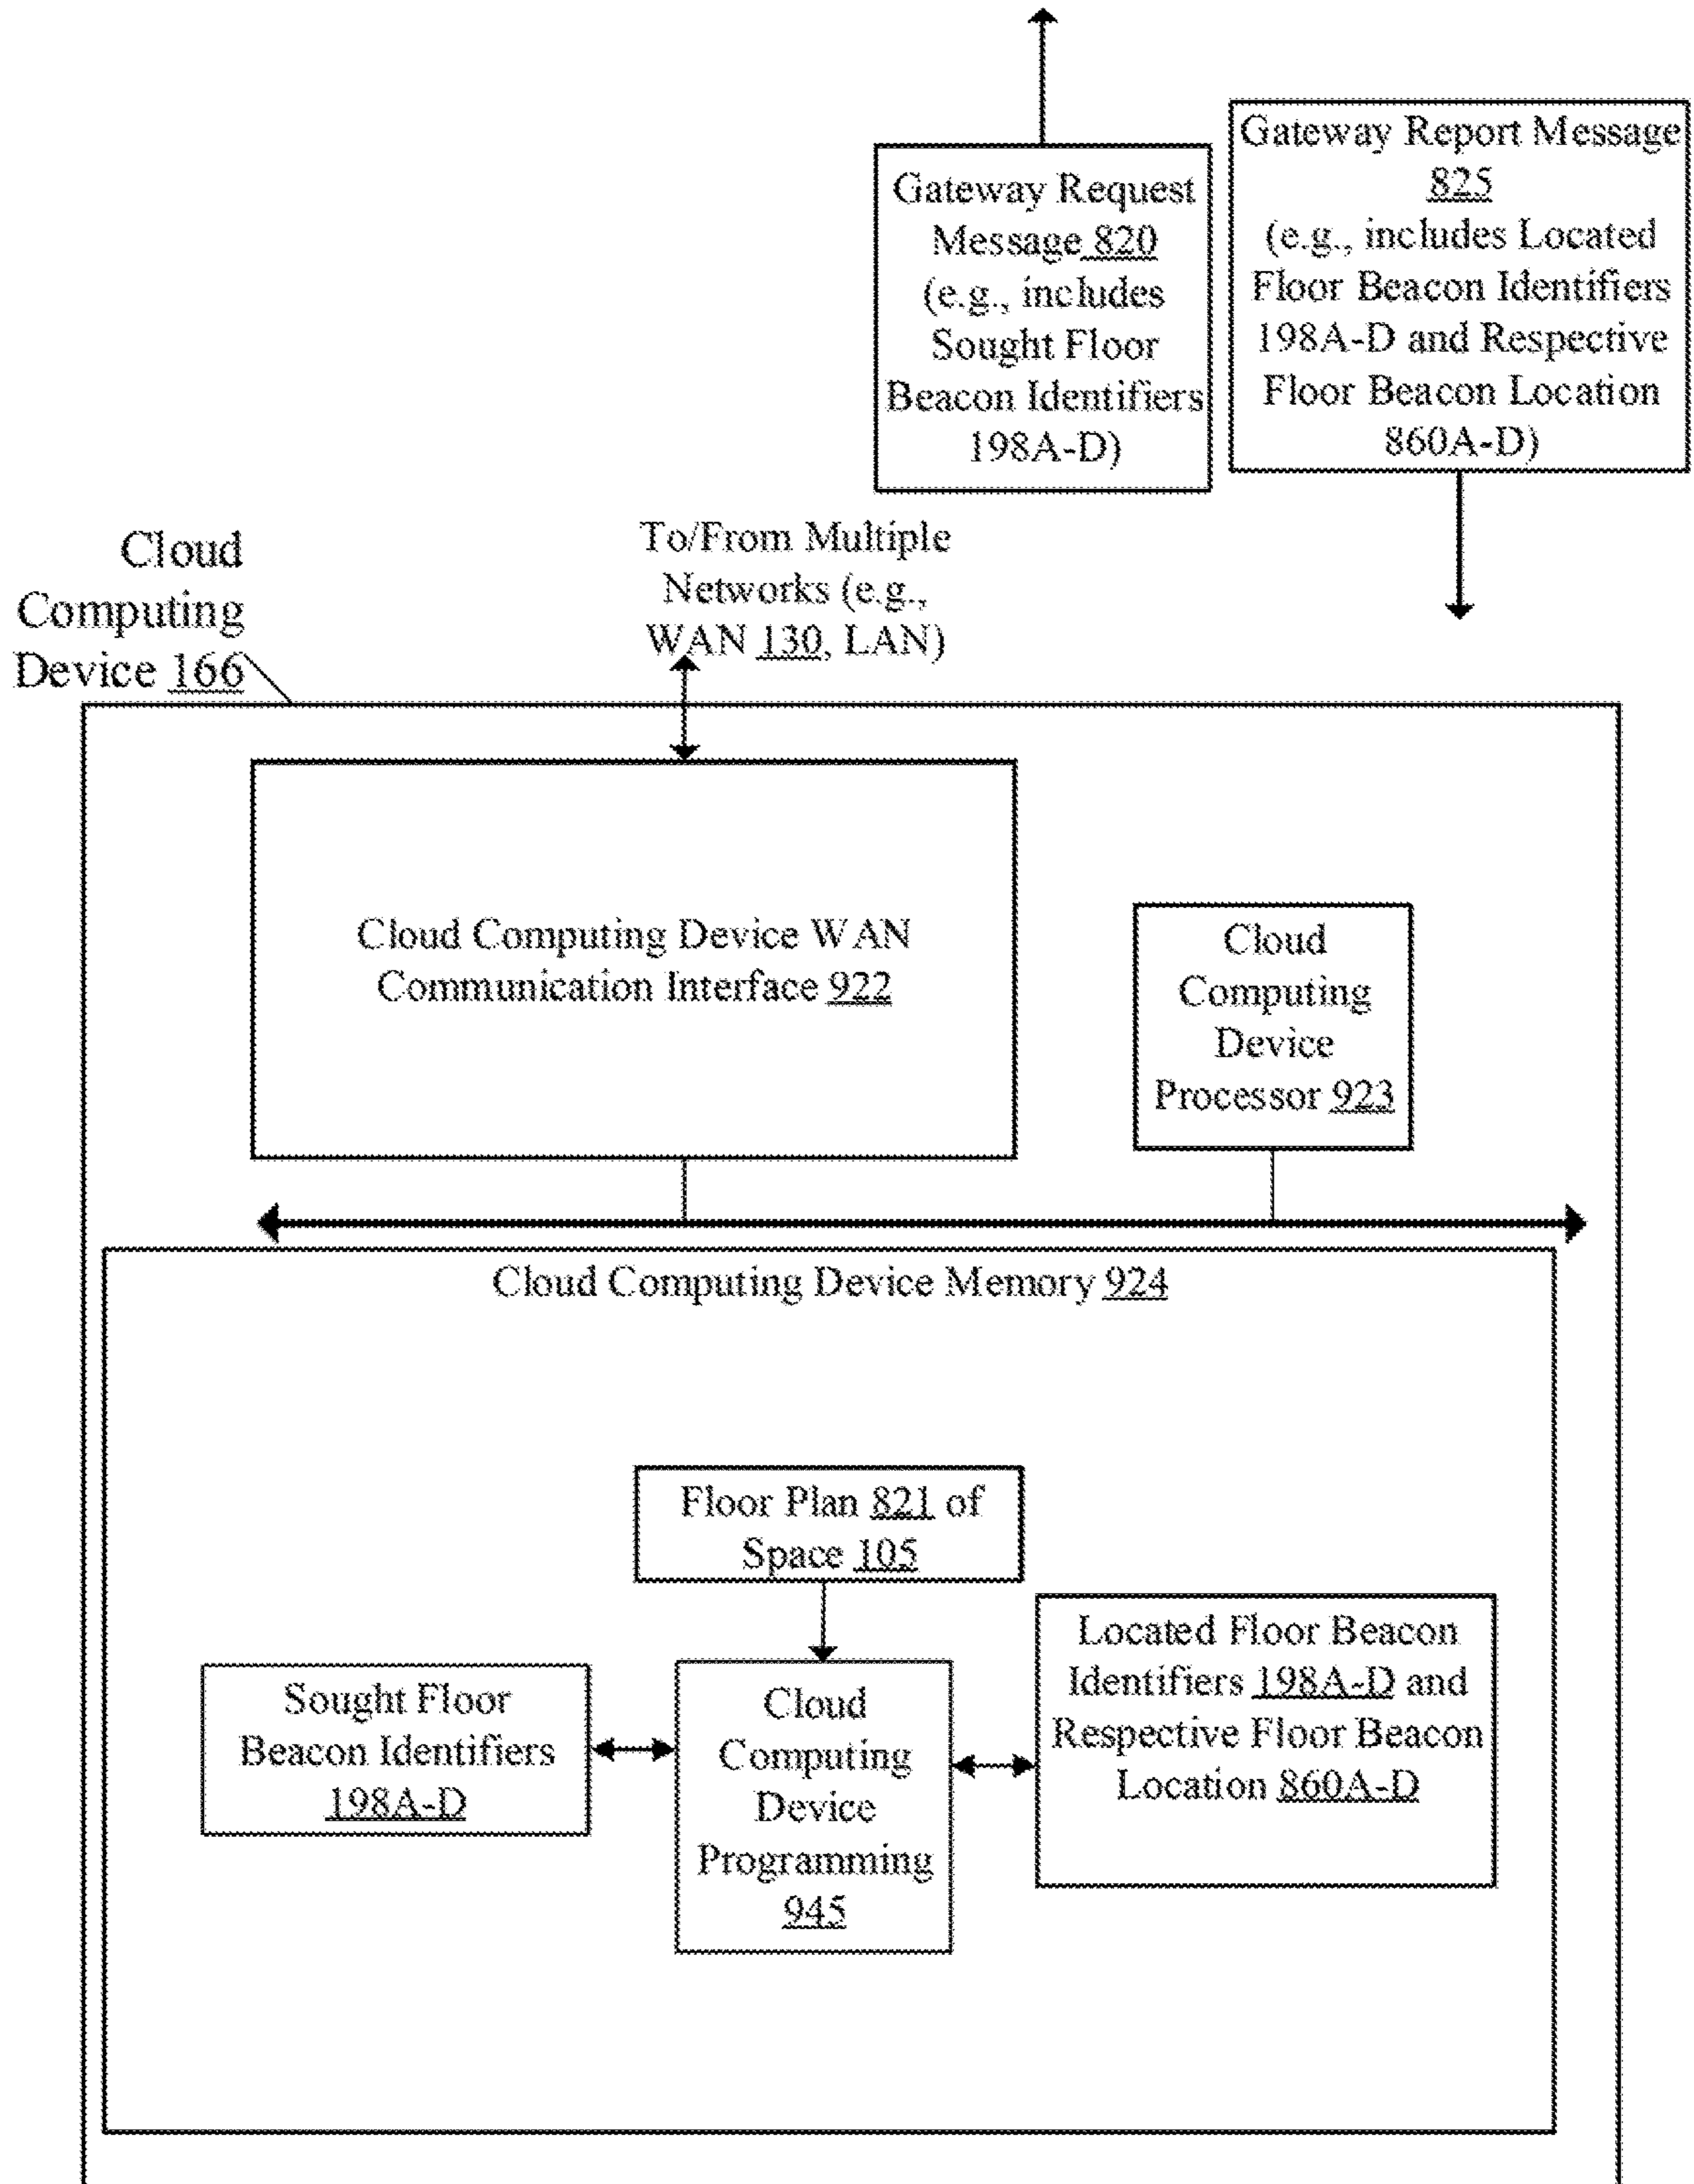 Gateway Request
Message 820
(e.g., includes
Sought Floor
Beacon Identifiers
198A-D)
Gateway Report Message
825
(e.g., includes Located
Floor Beacon Identifiers
198A-D and Respective
Floor Beacon Location
860A-D)
Cloud
Computing
Device 166
To/From Multiple
Networks (e.g.,
WAN 130, LAN)
Cloud Computing Device WAN
Communication Interface 922
Cloud
Computing
Device
Processor 923
Cloud Computing Device Memory 924
Floor Plan 821 of
Space 105
Sought Floor
Beacon Identifiers
198A-D
Cloud
Computing
Device
Programming
945
Located Floor Beacon
Identifiers 198A-D and
Respective Floor Beacon
Location 860A-D